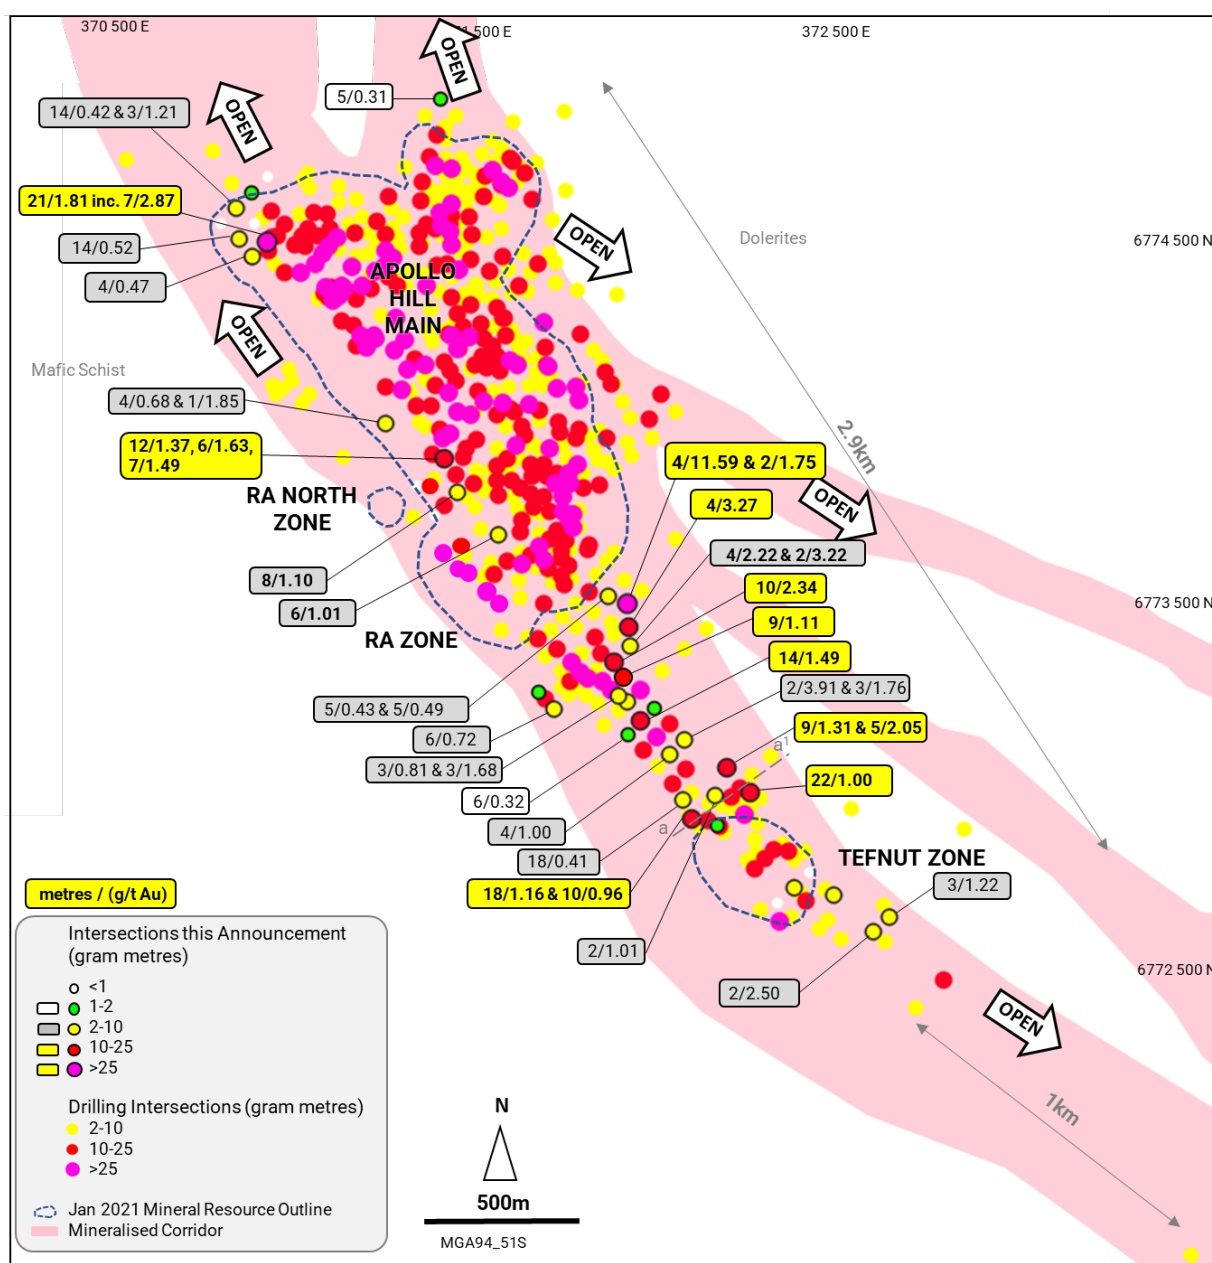 370 500 E
500 E
372 500 E
OPEN
5/0.31
OPEN
14/0.42 & 3/1.21
21/1.81 inc. 7/2.87
14/0.52
4/0.47
OPEN
Dolerites
6774 500 N
APOLLO
HILL
MAIN
OPEN
Mafic Schist
4/0.68 & 1/1.85
12/1.37, 6/1.63,
7/1.49
2.9km
4/11.59 & 2/1.75
OPEN
RA NORTH
ZONE
4/3.27
4/2.22 & 2/3.22
8/1.10
10/2.34
6/1.01
9/1.11
6773 500 N
RA ZONE
14/1.49
2/3.91 & 3/1.76
5/0.43 & 5/0.49
9/1.31 & 5/2.05
6/0.72
a¹
3/0.81 & 3/1.68
22/1.00
6/0.32
4/1.00
a
18/0.41
TEFNUT ZONE
18/1.16 & 10/0.96
3/1.22
2/1.01
6772 500 N
2/2.50
OPEN
1km
metres / (g/t Au)
Intersections this Announcement
(gram metres)
<1
1-2
2-10
10-25
>25
Drilling Intersections (gram metres)
2-10
10-25
>25
Jan 2021 Mineral Resource Outline
Mineralised Corridor
N
500m
MGA94_51S